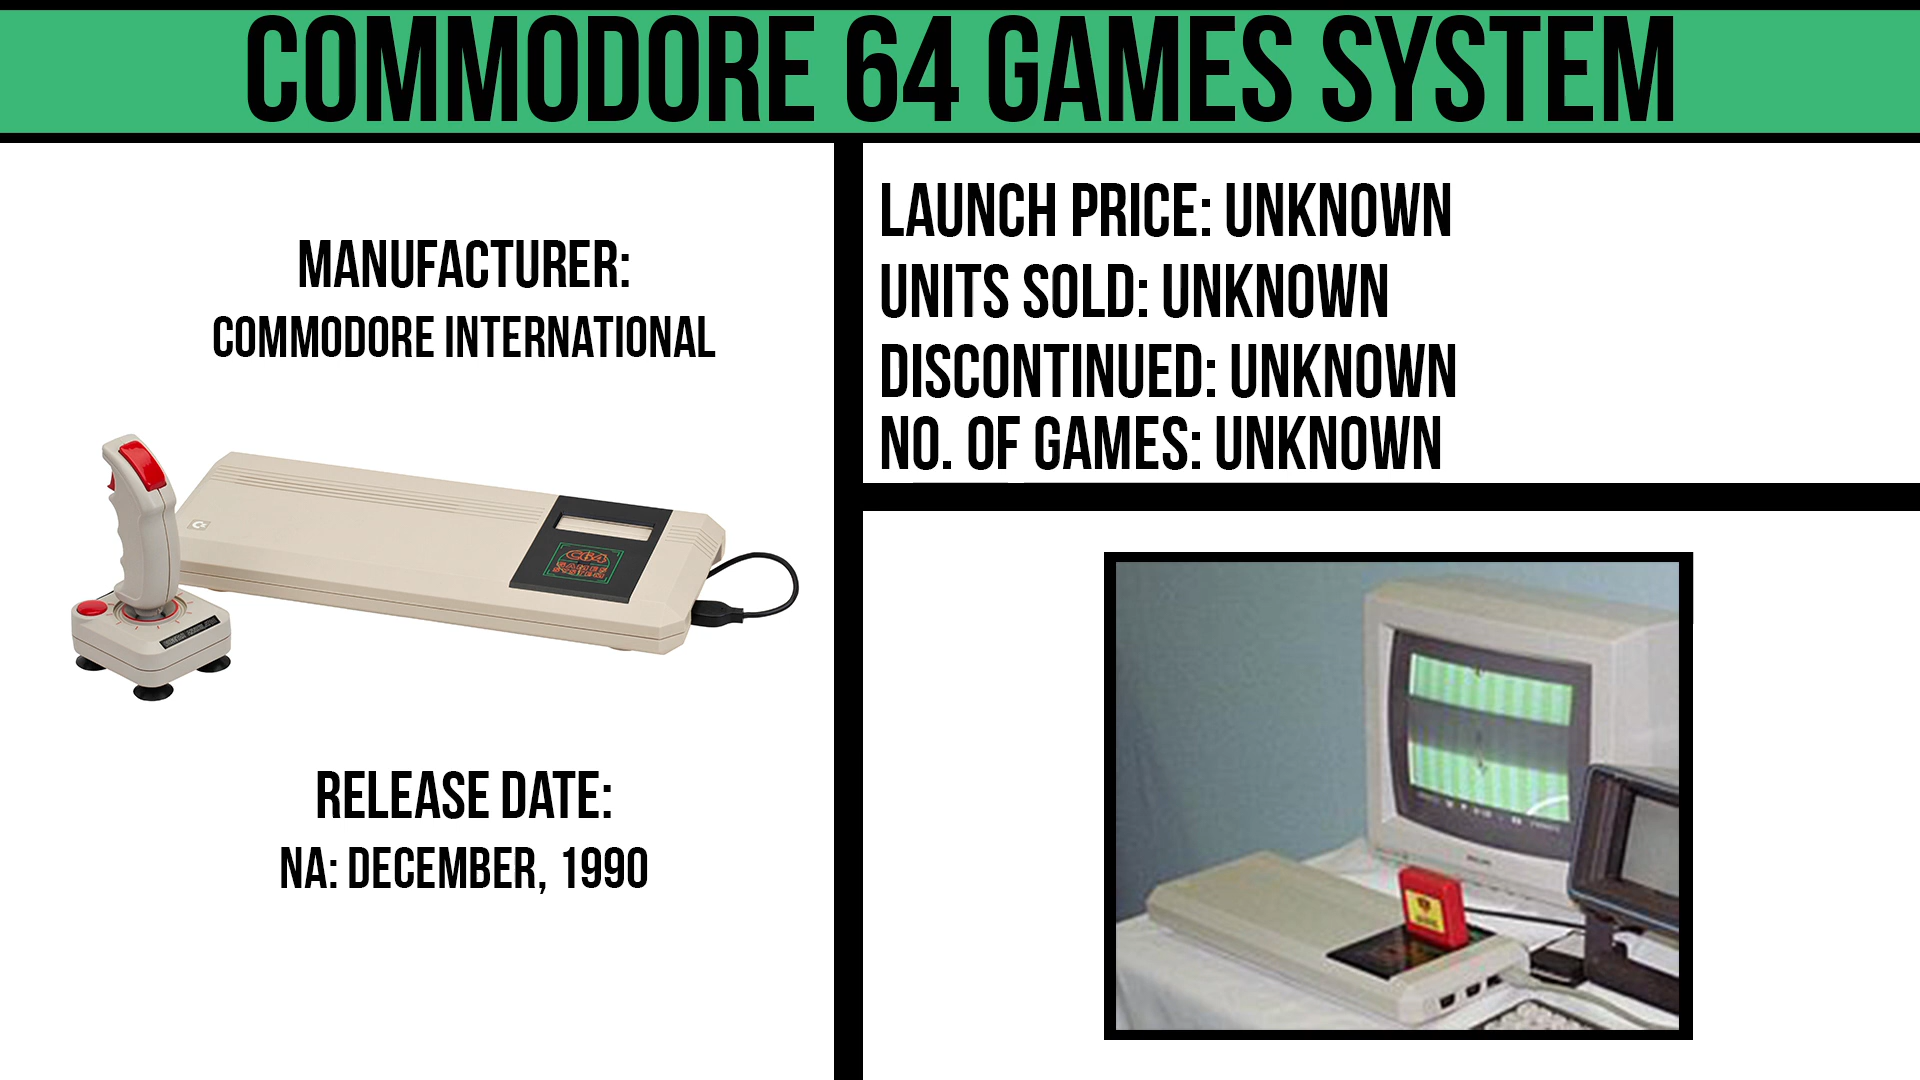 COMMODORE 64 GAMES SYSTEM
MANUFACTURER:
COMMODORE INTERNATIONAL
C64
GAMES
SYSTEM
RELEASE DATE:
NA: DECEMBER, 1990
LAUNCH PRICE: UNKNOWN
UNITS SOLD: UNKNOWN
DISCONTINUED: UNKNOWN
NO. OF GAMES: UNKNOWN